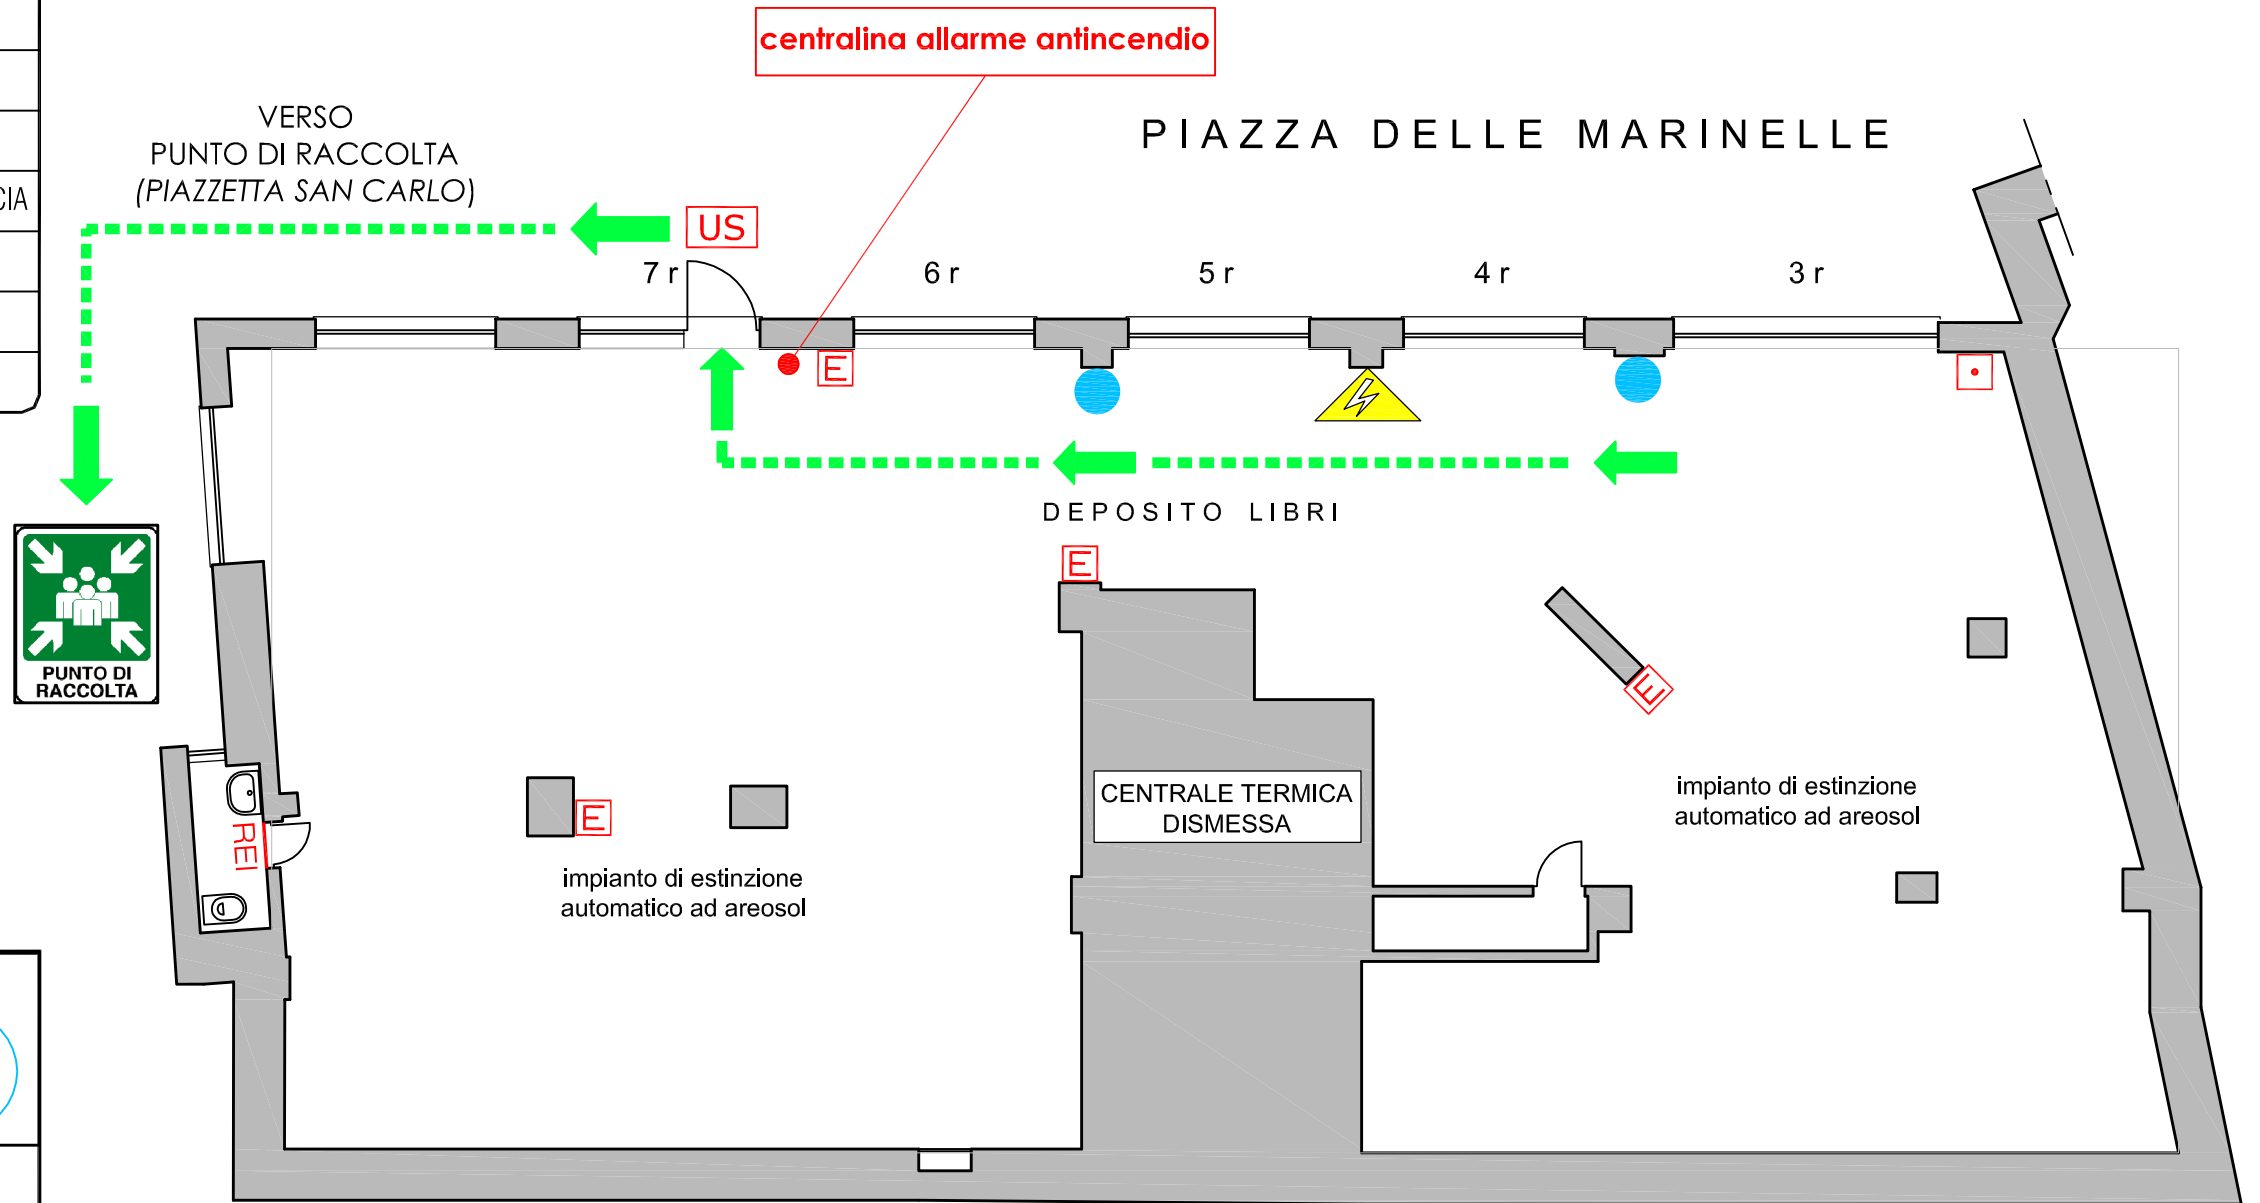 centralina allarme antincendio
VERSO
PUNTO DI RACCOLTA
(PIAZZETTA SAN CARLO)
PIAZZA DELLE MARINELLE
CIA
US
7 r
6 r
5 r
4 r
3 r
E
DEPOSITO LIBRI
E
PUNTO DI
RACCOLTA
E
CENTRALE TERMICA
DISMESSA
impianto di estinzione
automatico ad areosol
E
REI
impianto di estinzione
automatico ad areosol